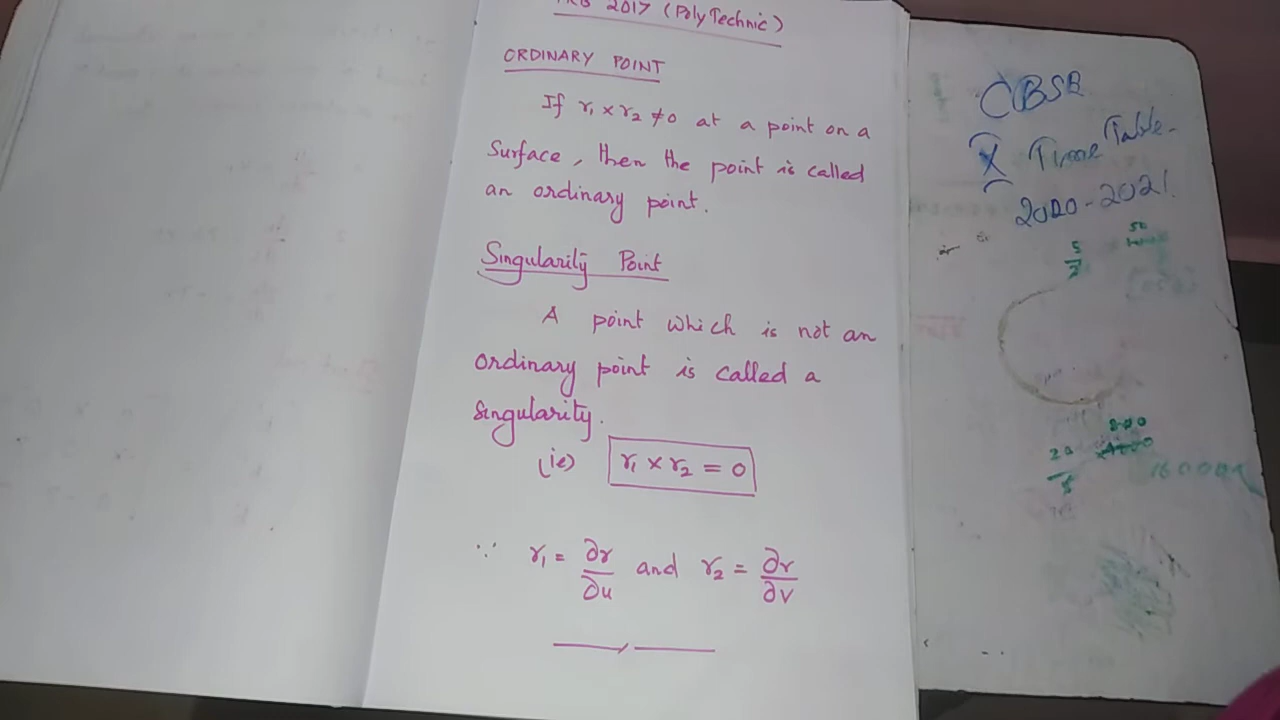 2017 (PolyTechnic)
ORDINARY POINT
If r₁ × r₂ ≠ 0 at a point on a
Surface, then the point is called
an ordinary point.
Singularity Point
A point which is not an
ordinary point is called a
singularity.
(ie) r₁ × r₂ = 0
∵ r₁ = ∂r/∂u and r₂ = ∂r/∂v
CBSE
X Time Table
2020-2021